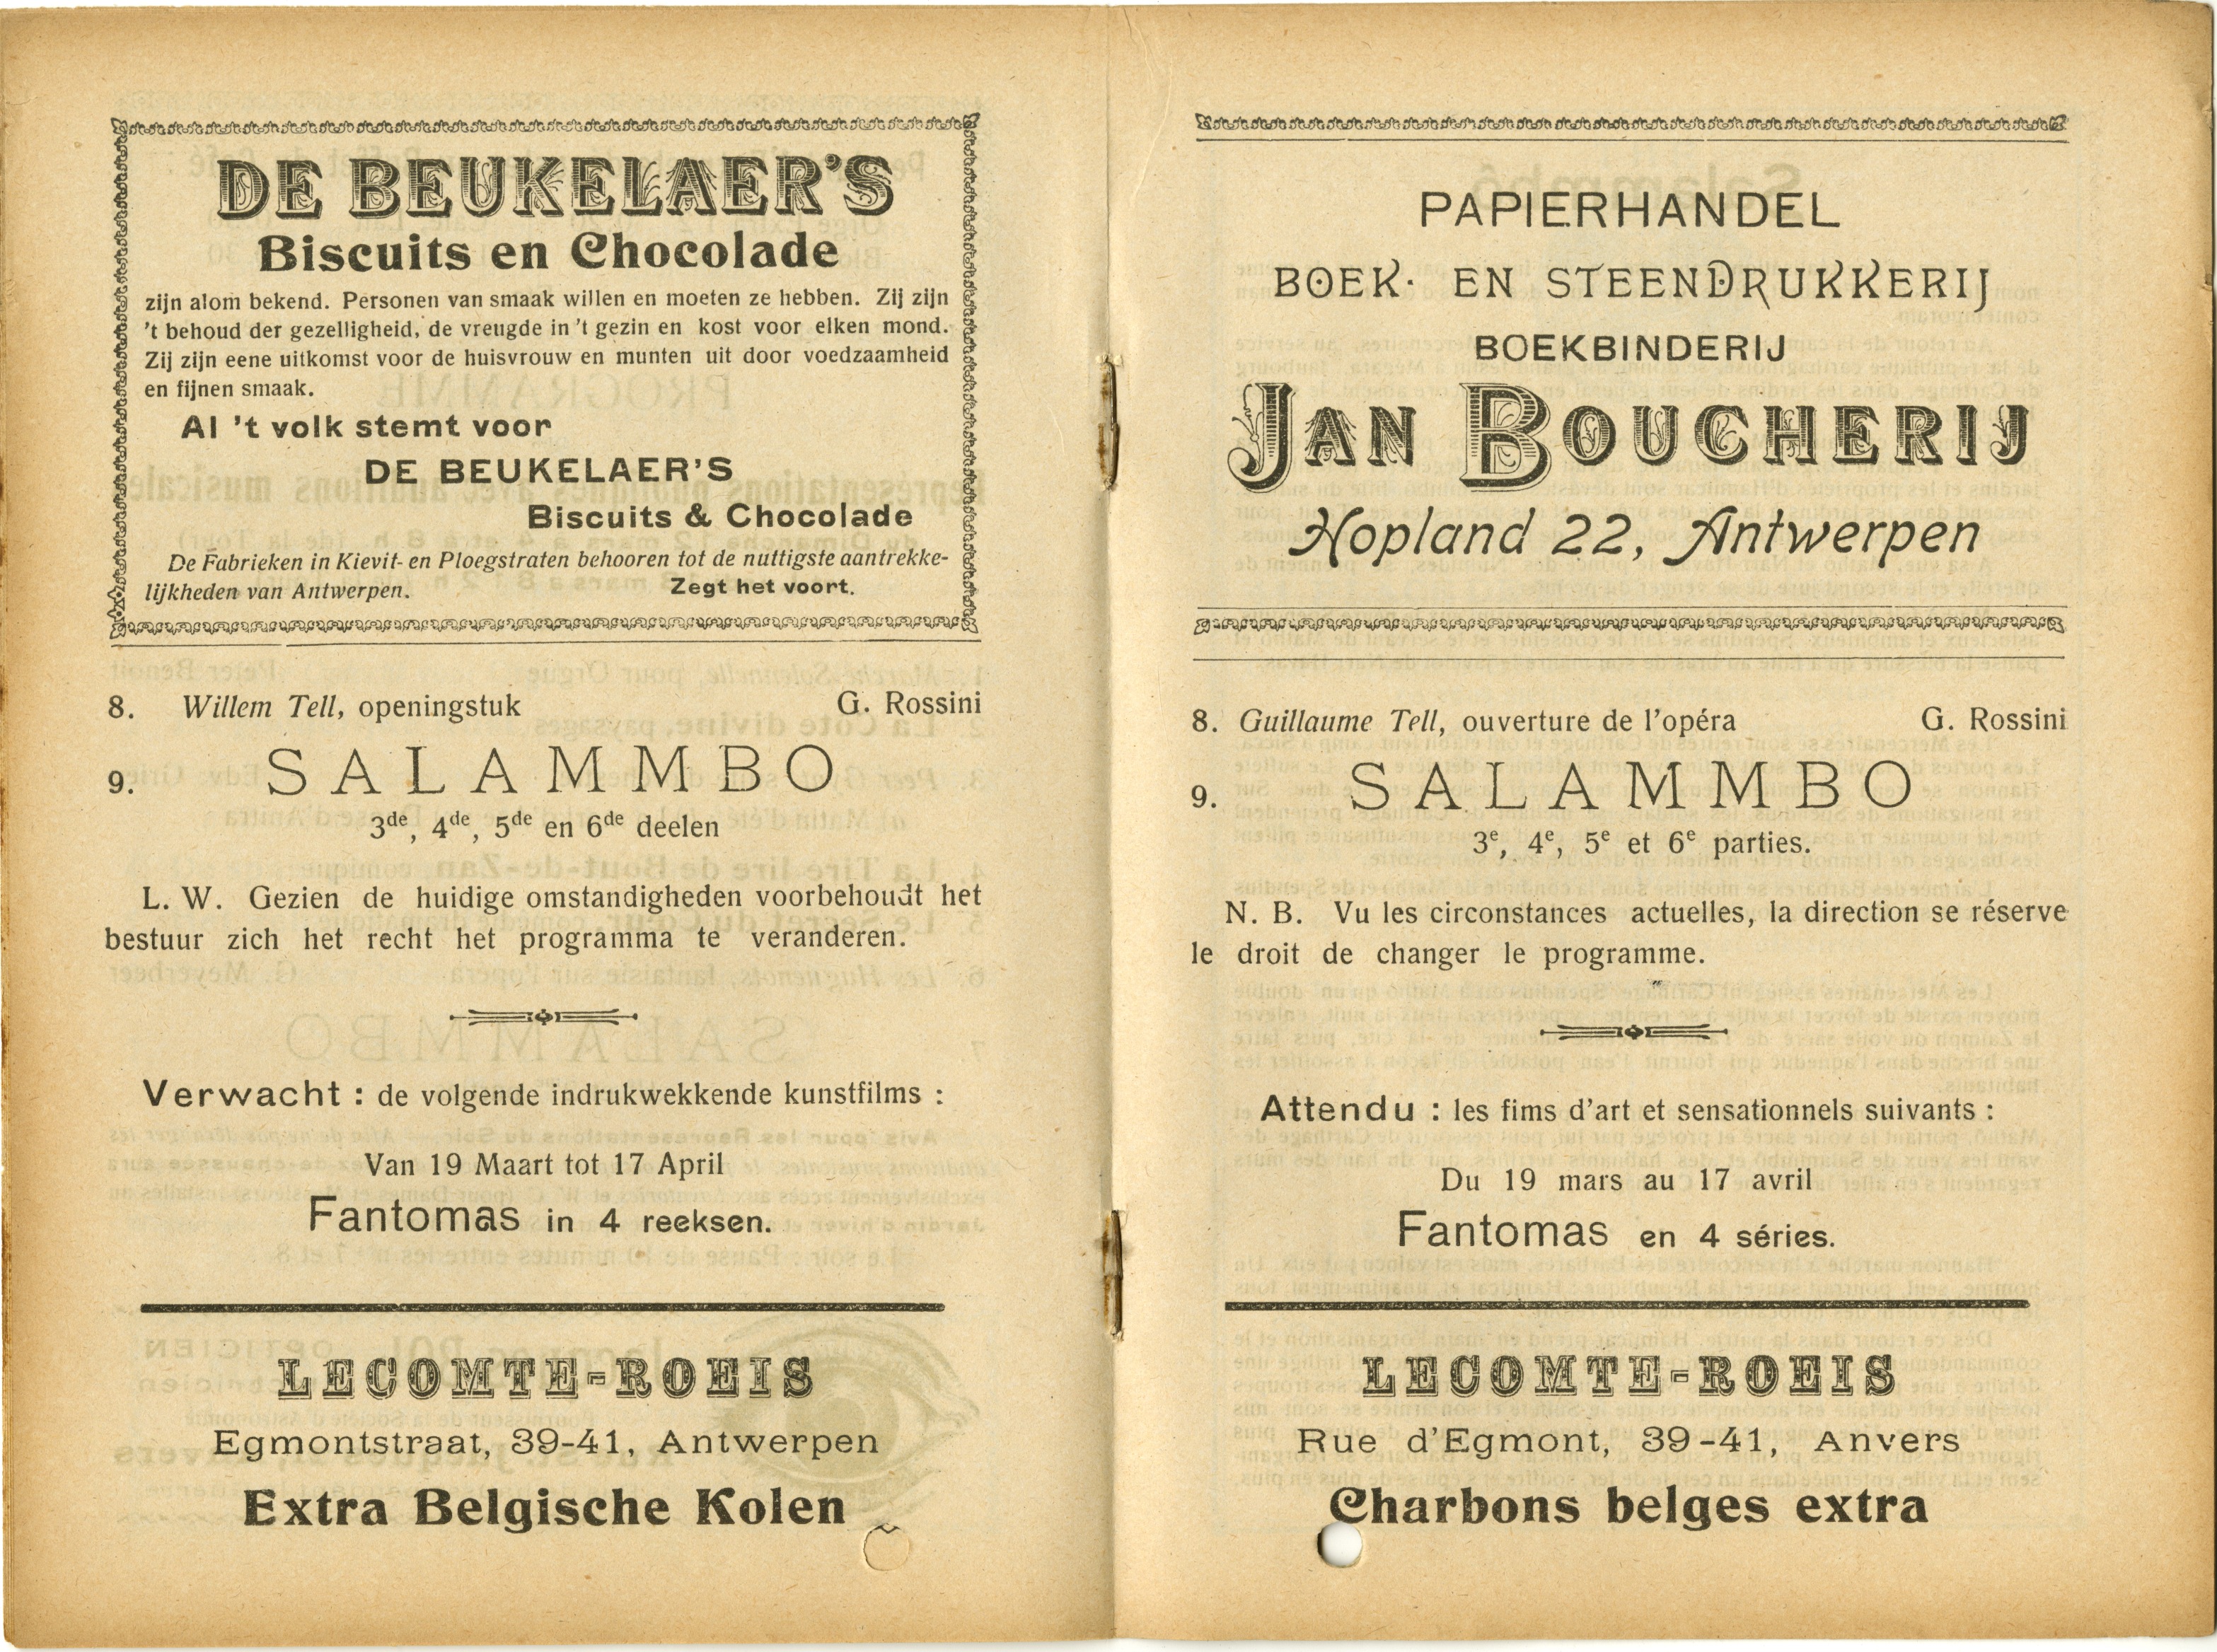 DE BEUKELAER'S
Biscuits en Chocolade
zijn alom bekend. Personen van smaak willen en moeten ze hebben. Zij zijn
't behoud der gezelligheid, de vreugde in 't gezin en kost voor elken mond.
Zij zijn eene uitkomst voor de huisvrouw en munten uit door voedzaamheid
en fijnen smaak.
Al 't volk stemt voor
DE BEUKELAER'S
Biscuits & Chocolade
De Fabrieken in Kievit- en Ploegstraten behooren tot de nuttigste aantrekke-
lijkheden van Antwerpen. Zegt het voort.
8. Willem Tell, openingstuk G. Rossini
9. SALAMMBO
3de, 4de, 5de en 6de deelen
L. W. Gezien de huidige omstandigheden voorbehoudt het
bestuur zich het recht het programma te veranderen.
Verwacht : de volgende indrukwekkende kunstfilms :
Van 19 Maart tot 17 April
Fantomas in 4 reeksen.
LECOMTE-ROEIS
Egmontstraat, 39-41, Antwerpen
Extra Belgische Kolen
PAPIERHANDEL
BOEK- EN STEENDRUKKERIJ
BOEKBINDERIJ
JAN BOUCHERIJ
Hopland 22, Antwerpen
8. Guillaume Tell, ouverture de l'opéra G. Rossini
9. SALAMMBO
3e, 4e, 5e et 6e parties.
N. B. Vu les circonstances actuelles, la direction se réserve
le droit de changer le programme.
Attendu : les fims d'art et sensationnels suivants :
Du 19 mars au 17 avril
Fantomas en 4 séries.
LECOMTE-ROEIS
Rue d'Egmont, 39-41, Anvers
Charbons belges extra